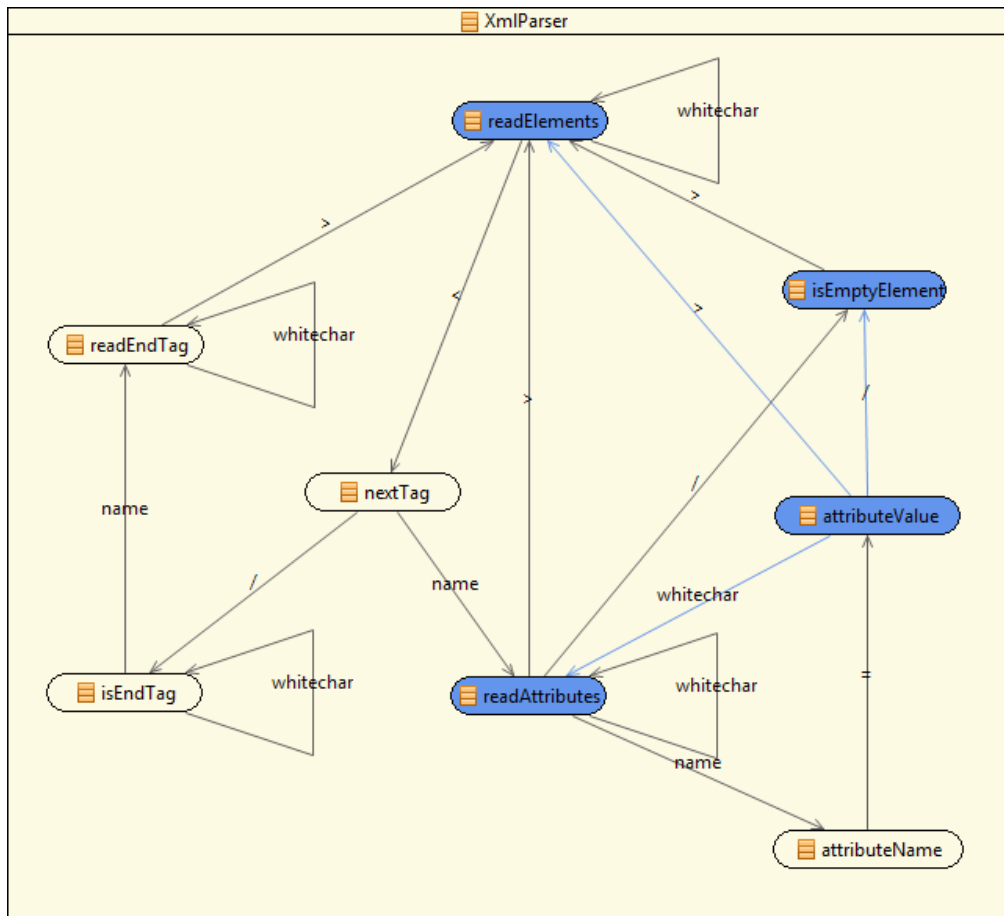 XmlParser
whitechar
readElements
>
>
isEmptyElement
<
>
whitechar
readEndTag
/
>
/
nextTag
name
attributeValue
/
name
whitechar
whitechar
=
whitechar
isEndTag
readAttributes
name
attributeName